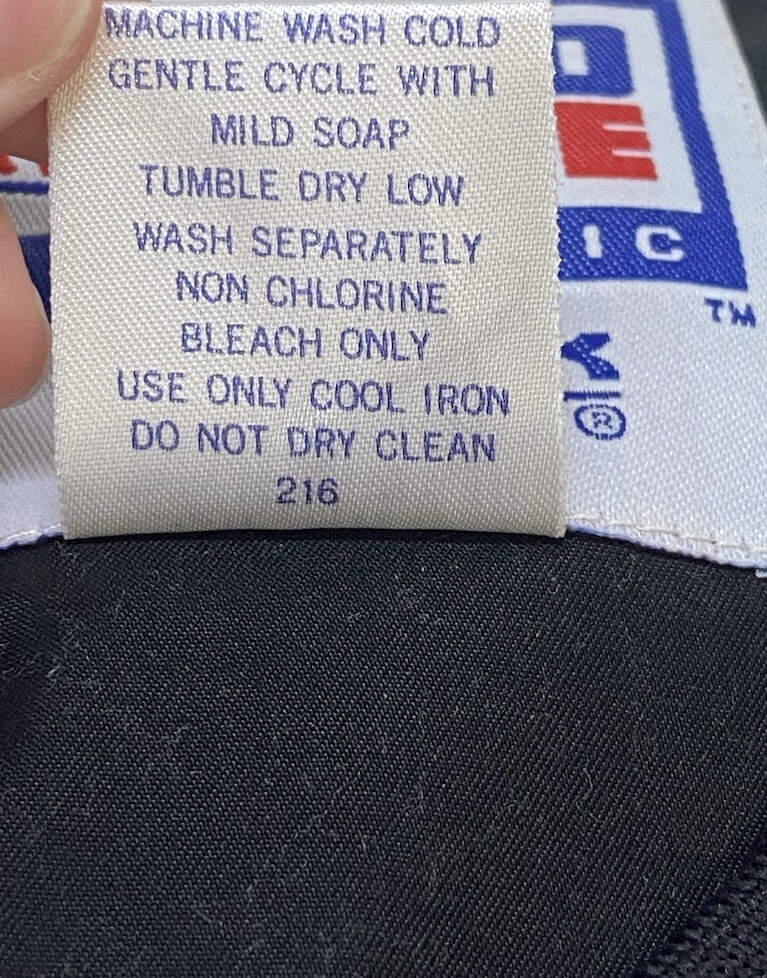 MACHINE WASH COLD
GENTLE CYCLE WITH
MILD SOAP
TUMBLE DRY LOW
WASH SEPARATELY
NON CHLORINE
BLEACH ONLY
USE ONLY COOL IRON
DO NOT DRY CLEAN
216
TM
®